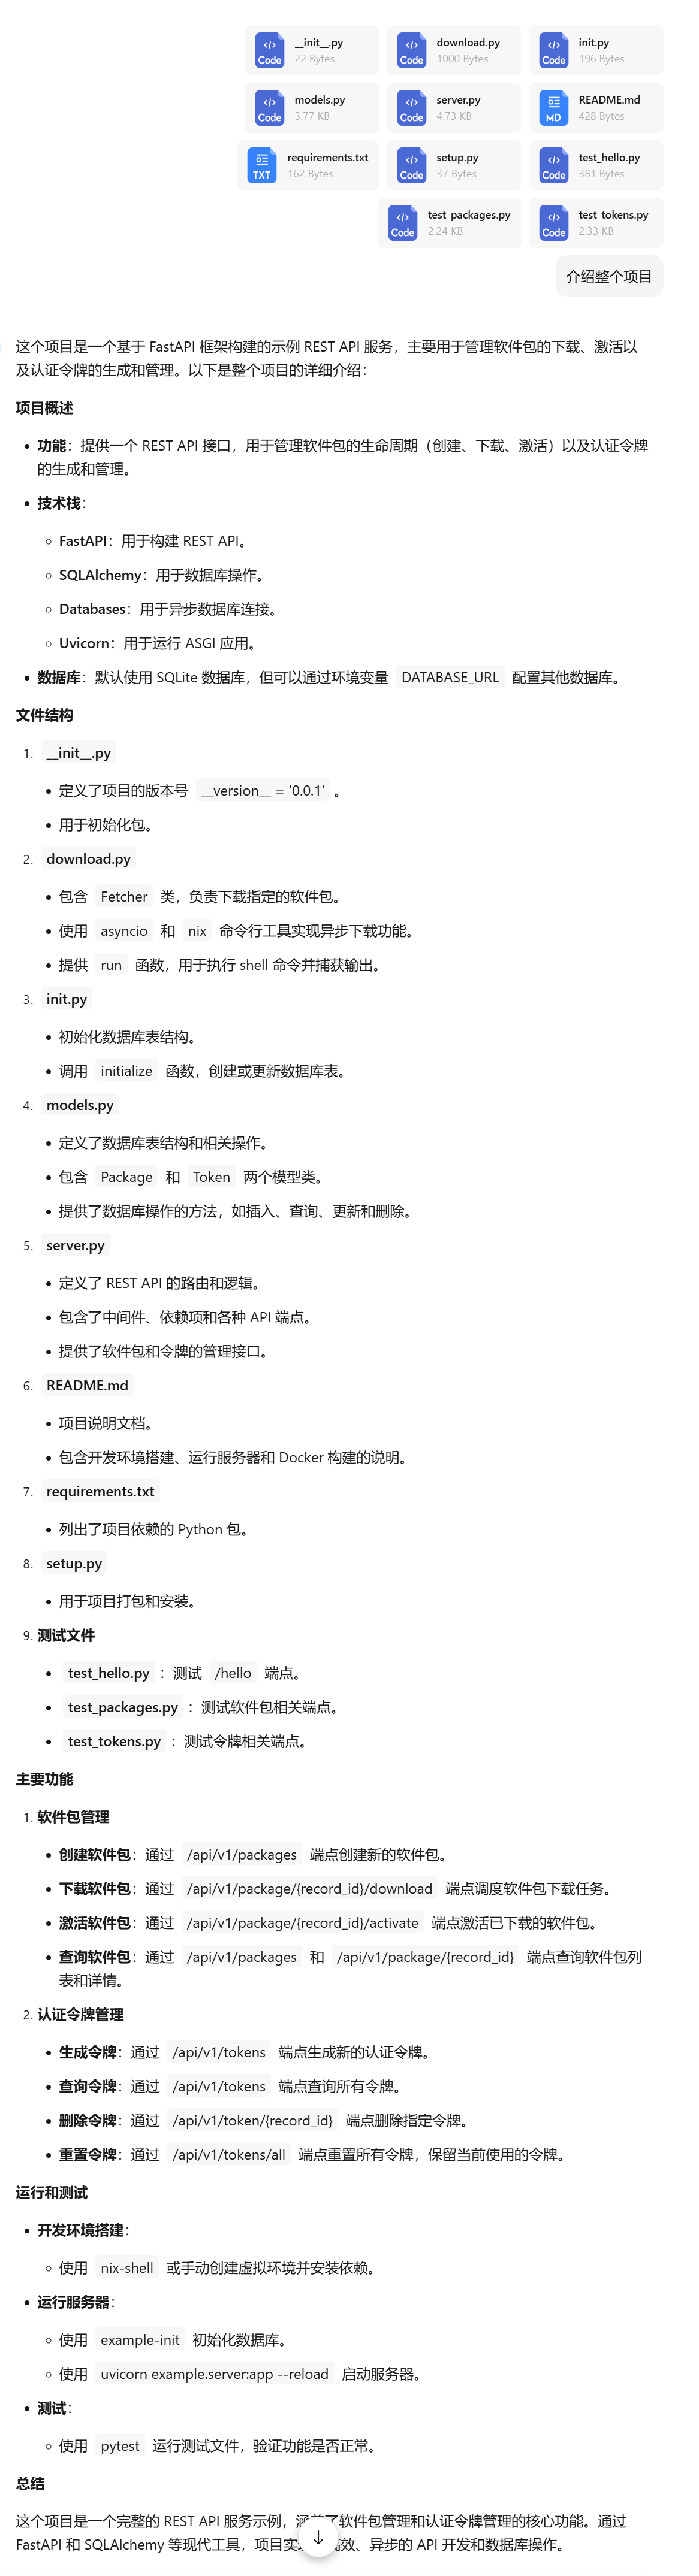 __init__.py
22 Bytes
download.py
1000 Bytes
init.py
196 Bytes
Code
Code
Code
models.py
3.77 KB
server.py
4.73 KB
README.md
428 Bytes
Code
Code
MD
requirements.txt
162 Bytes
setup.py
37 Bytes
test_hello.py
381 Bytes
TXT
Code
Code
test_packages.py
2.24 KB
test_tokens.py
2.33 KB
Code
Code
介绍整个项目
这个项目是一个基于 FastAPI 框架构建的示例 REST API 服务，主要用于管理软件包的下载、激活以
及认证令牌的生成和管理。以下是整个项目的详细介绍：
项目概述
• 功能：提供一个 REST API 接口，用于管理软件包的生命周期（创建、下载、激活）以及认证令牌
的生成和管理。
• 技术栈：
○ FastAPI：用于构建 REST API。
○ SQLAlchemy：用于数据库操作。
○ Databases：用于异步数据库连接。
○ Uvicorn：用于运行 ASGI 应用。
• 数据库：默认使用 SQLite 数据库，但可以通过环境变量 DATABASE_URL 配置其他数据库。
文件结构
1. __init__.py
• 定义了项目的版本号 __version__ = '0.0.1' 。
• 用于初始化包。
2. download.py
• 包含 Fetcher 类，负责下载指定的软件包。
• 使用 asyncio 和 nix 命令行工具实现异步下载功能。
• 提供 run 函数，用于执行 shell 命令并捕获输出。
3. init.py
• 初始化数据库表结构。
• 调用 initialize 函数，创建或更新数据库表。
4. models.py
• 定义了数据库表结构和相关操作。
• 包含 Package 和 Token 两个模型类。
• 提供了数据库操作的方法，如插入、查询、更新和删除。
5. server.py
• 定义了 REST API 的路由和逻辑。
• 包含了中间件、依赖项和各种 API 端点。
• 提供了软件包和令牌的管理接口。
6. README.md
• 项目说明文档。
• 包含开发环境搭建、运行服务器和 Docker 构建的说明。
7. requirements.txt
• 列出了项目依赖的 Python 包。
8. setup.py
• 用于项目打包和安装。
9. 测试文件
• test_hello.py ：测试 /hello 端点。
• test_packages.py ：测试软件包相关端点。
• test_tokens.py ：测试令牌相关端点。
主要功能
1. 软件包管理
• 创建软件包：通过 /api/v1/packages 端点创建新的软件包。
• 下载软件包：通过 /api/v1/package/{record_id}/download 端点调度软件包下载任务。
• 激活软件包：通过 /api/v1/package/{record_id}/activate 端点激活已下载的软件包。
• 查询软件包：通过 /api/v1/packages 和 /api/v1/package/{record_id} 端点查询软件包列
表和详情。
2. 认证令牌管理
• 生成令牌：通过 /api/v1/tokens 端点生成新的认证令牌。
• 查询令牌：通过 /api/v1/tokens 端点查询所有令牌。
• 删除令牌：通过 /api/v1/token/{record_id} 端点删除指定令牌。
• 重置令牌：通过 /api/v1/tokens/all 端点重置所有令牌，保留当前使用的令牌。
运行和测试
• 开发环境搭建：
○ 使用 nix-shell 或手动创建虚拟环境并安装依赖。
• 运行服务器：
○ 使用 example-init 初始化数据库。
○ 使用 uvicorn example.server:app --reload 启动服务器。
• 测试：
○ 使用 pytest 运行测试文件，验证功能是否正常。
总结
这个项目是一个完整的 REST API 服务示例，涵 了软件包管理和认证令牌管理的核心功能。通过
FastAPI 和 SQLAlchemy 等现代工具，项目实 效、异步的 API 开发和数据库操作。